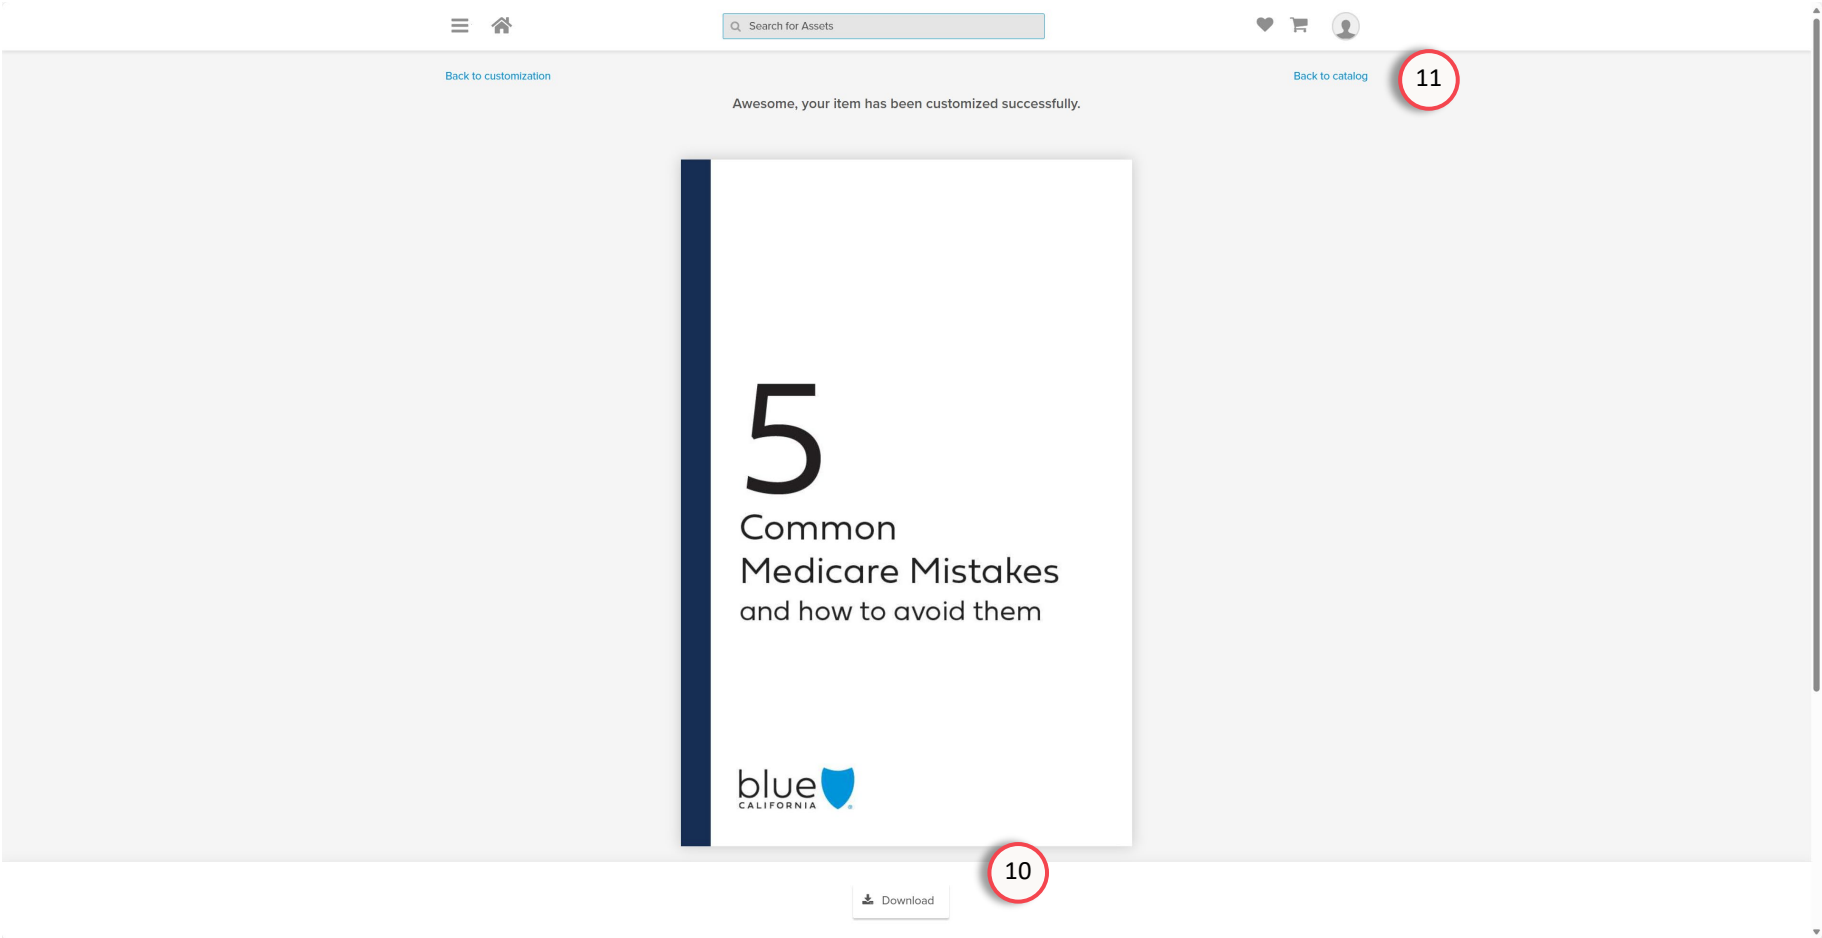 Search for Assets
Back to customization
Back to catalog
11
Awesome, your item has been customized successfully.
5
Common
Medicare Mistakes
and how to avoid them
blue
CALIFORNIA
®
10
Download